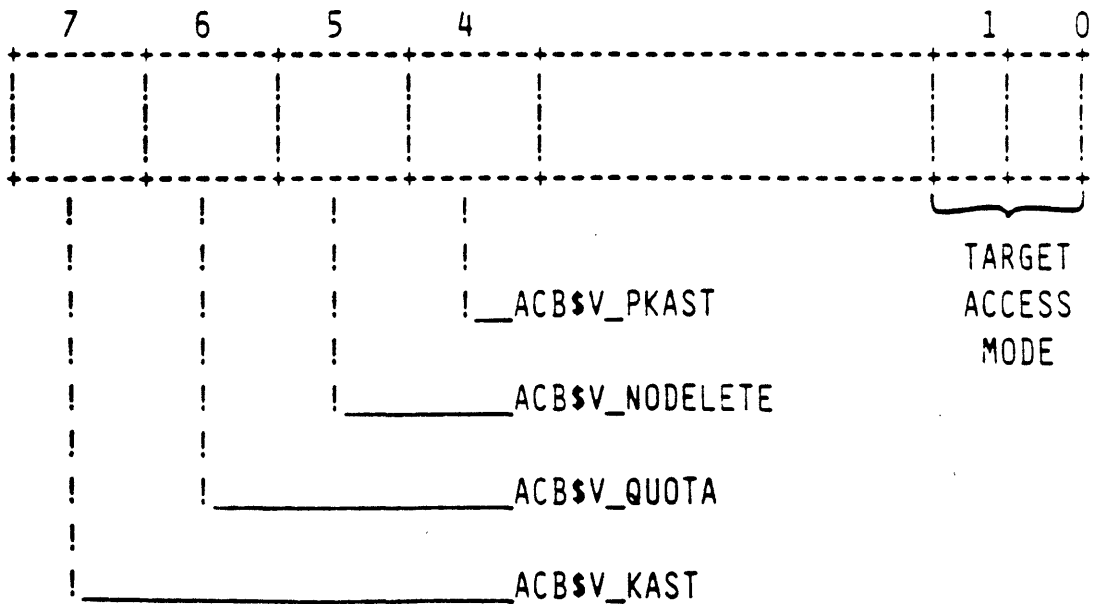 7 6 5 4 1 0
TARGET
ACB$V_PKAST ACCESS
MODE
ACB$V_NODELETE
ACB$V_QUOTA
ACB$V_KAST